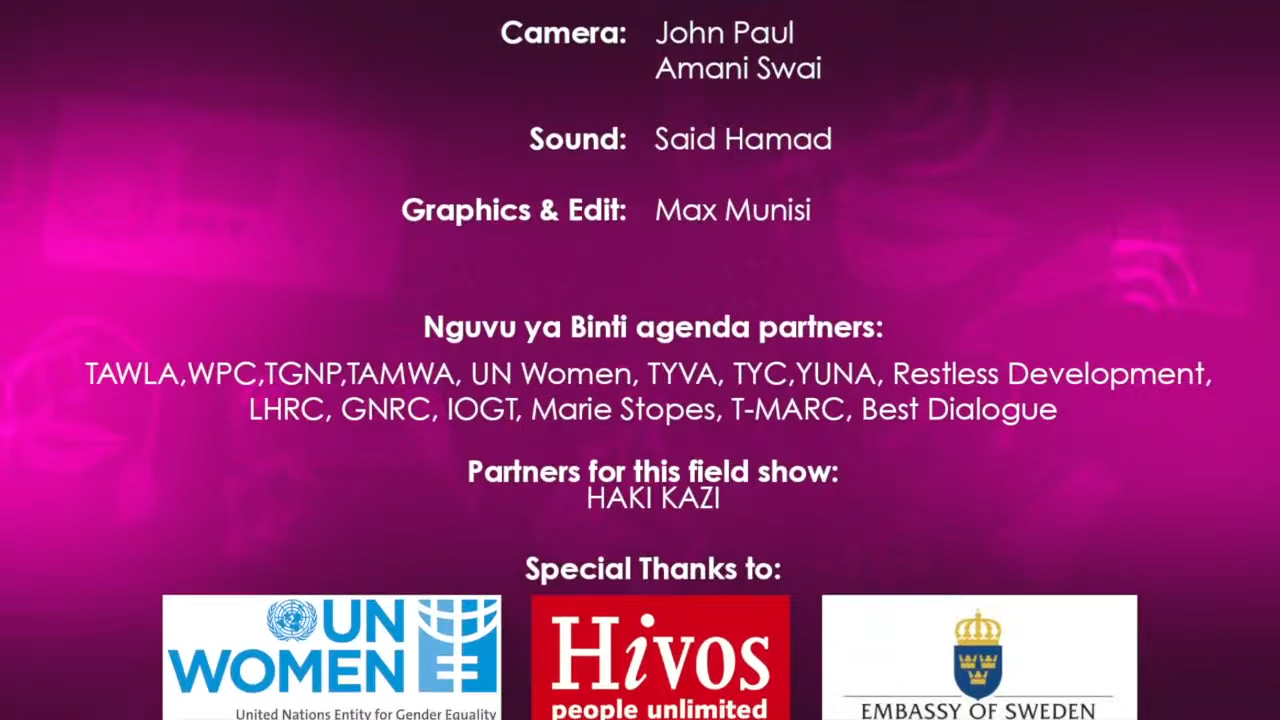 Camera: John Paul
Amani Swai
Sound: Said Hamad
Graphics & Edit: Max Munisi
Nguvu ya Binti agenda partners:
TAWLA,WPC,TGNP,TAMWA, UN Women, TYVA, TYC,YUNA, Restless Development,
LHRC, GNRC, IOGT, Marie Stopes, T-MARC, Best Dialogue
Partners for this field show:
HAKI KAZI
Special Thanks to:
UN
WOMEN
United Nations Entity for Gender Equality
Hivos
people unlimited
EMBASSY OF SWEDEN